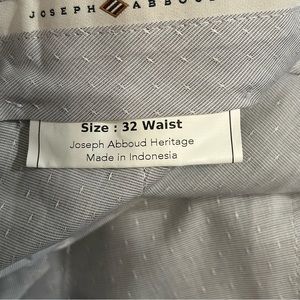 JOSEPH ABBOUD
Size : 32 Waist
Joseph Abboud Heritage
Made in Indonesia